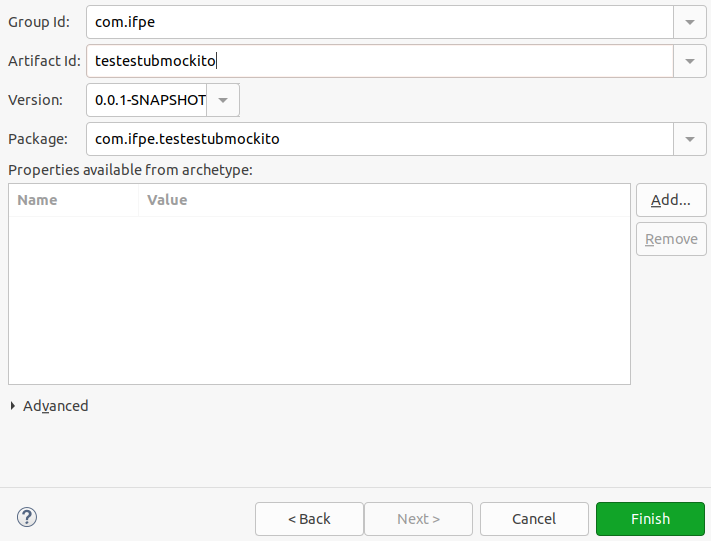 Group Id: com.ifpe
Artifact Id: testestubmockito
Version: 0.0.1-SNAPSHOT
Package: com.ifpe.testestubmockito
Properties available from archetype:
Name Value
Add...
Remove
Advanced
? < Back Next > Cancel Finish